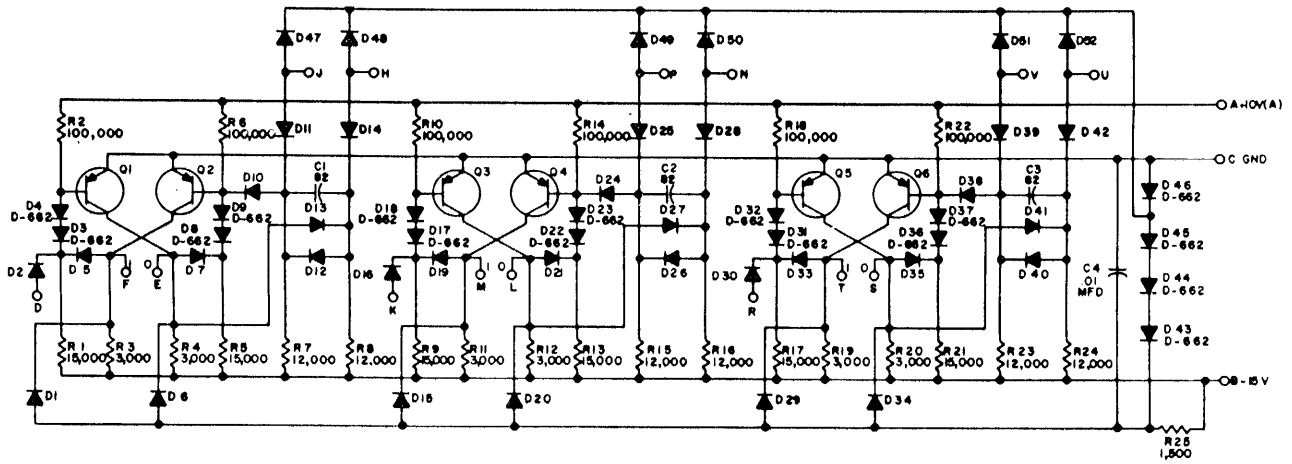 D47
D48
D49
D50
D51
D52
J
H
P
N
V
U
A+10V(A)
R2
100,000
R6
100,000
D11
D14
R10
100,000
R14
100,000
D25
D28
R18
100,000
R22
100,000
D39
D42
C GND
Q1
Q2
D10
C1
82
Q3
Q4
D24
C2
82
Q5
Q6
D38
C3
82
D46
D-662
D4
D-662
D3
D-662
D9
D-662
D8
D-662
D13
D18
D-662
D17
D-662
D23
D-662
D22
D-662
D27
D32
D-662
D31
D-662
D37
D-662
D36
D-662
D41
D45
D-662
D2
D5
1
F
0
E
D7
D12
D16
D19
1
M
0
L
D21
D26
D30
D33
1
T
0
S
D35
D40
C4
.01
MFD
D44
D-662
D
K
R
D43
D-662
R1
15,000
R3
3,000
R4
3,000
R5
15,000
R7
12,000
R8
12,000
R9
15,000
R11
3,000
R12
3,000
R13
15,000
R15
12,000
R16
12,000
R17
15,000
R19
3,000
R20
3,000
R21
15,000
R23
12,000
R24
12,000
B-15V
D1
D6
D15
D20
D29
D34
R25
1,500